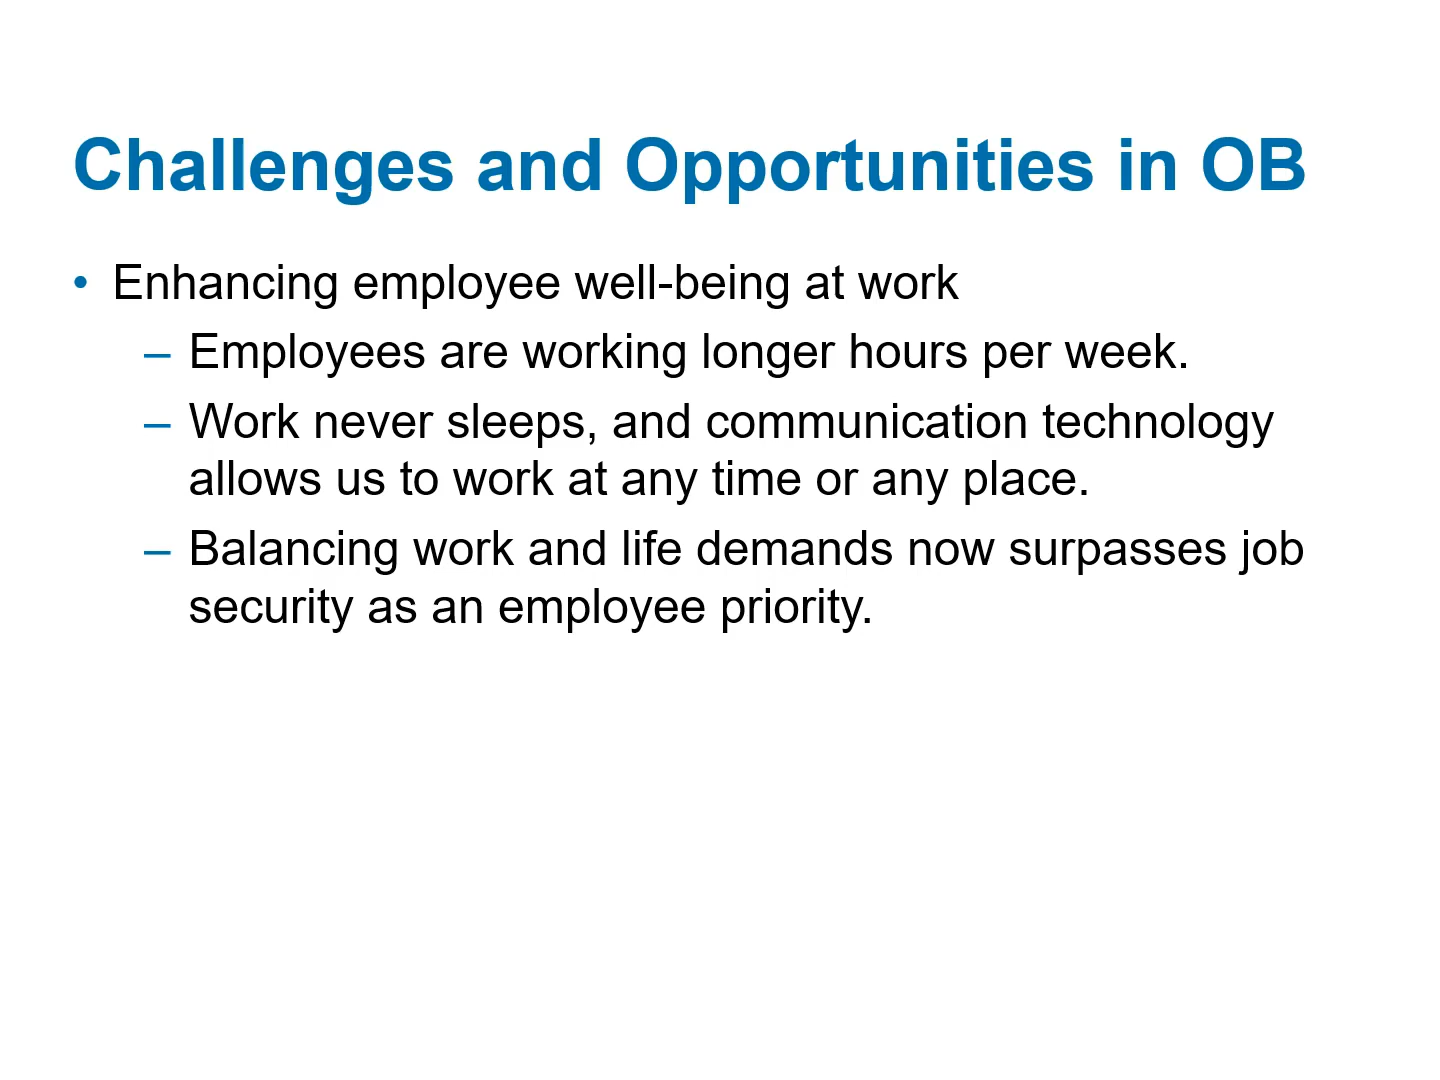 Challenges and Opportunities in OB
• Enhancing employee well-being at work
– Employees are working longer hours per week.
– Work never sleeps, and communication technology
allows us to work at any time or any place.
– Balancing work and life demands now surpasses job
security as an employee priority.